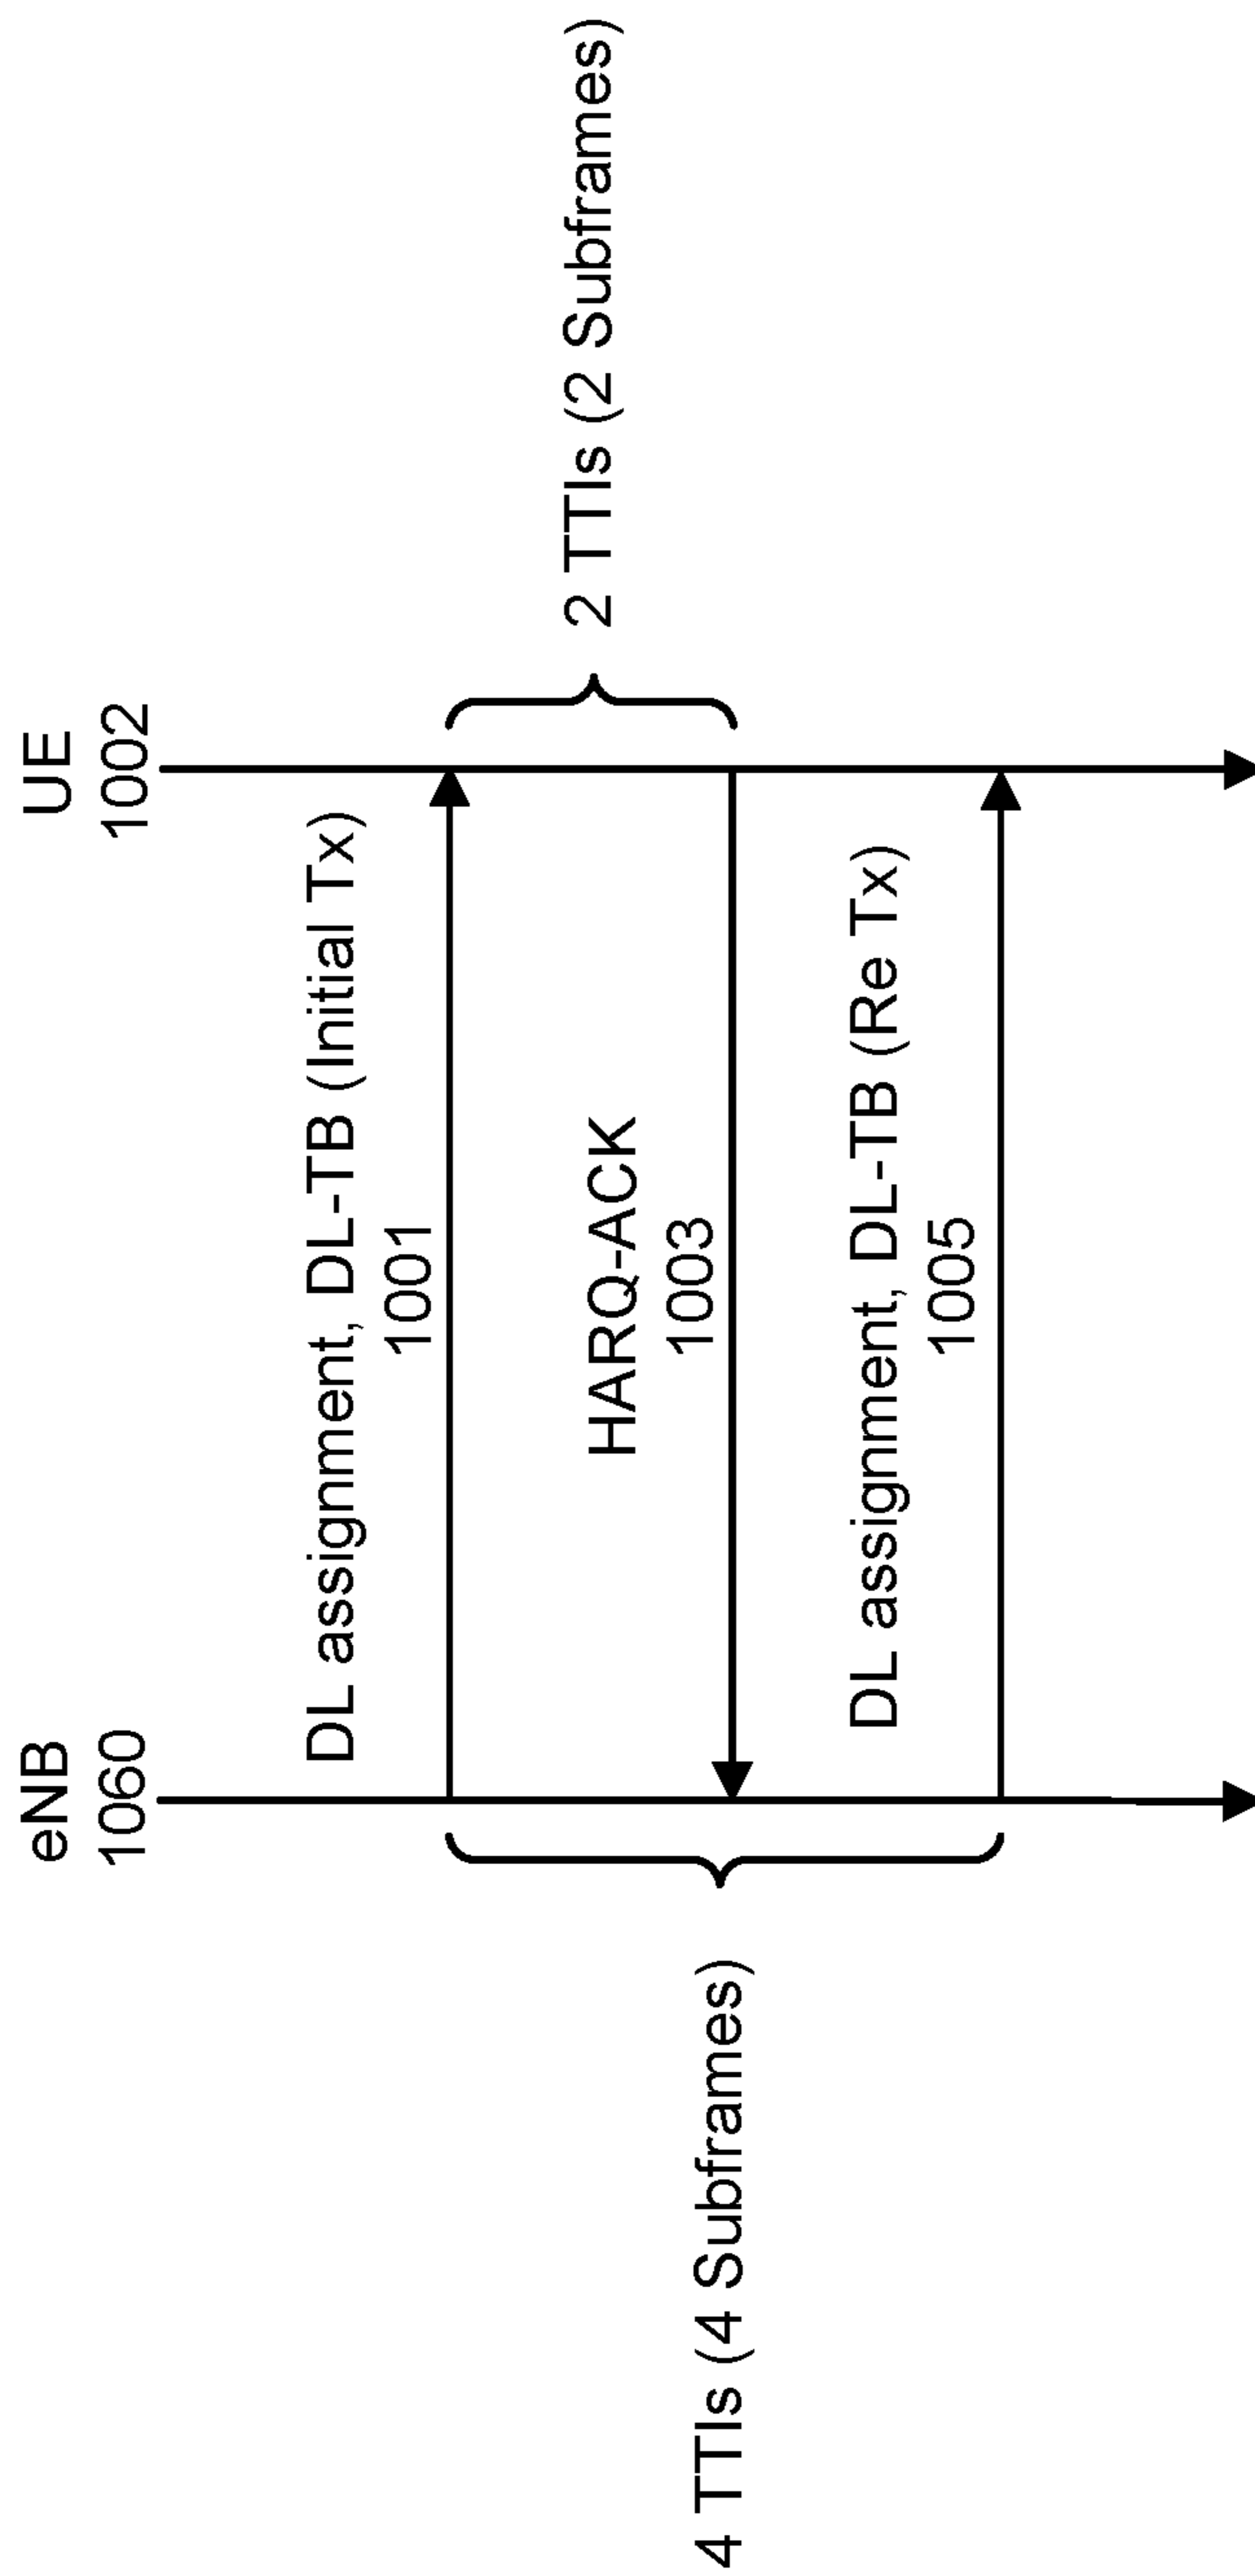 eNB
1060
UE
1002
DL assignment, DL-TB (Initial Tx)
1001
2 TTIs (2 Subframes)
HARQ-ACK
1003
4 TTIs (4 Subframes)
DL assignment, DL-TB (Re Tx)
1005